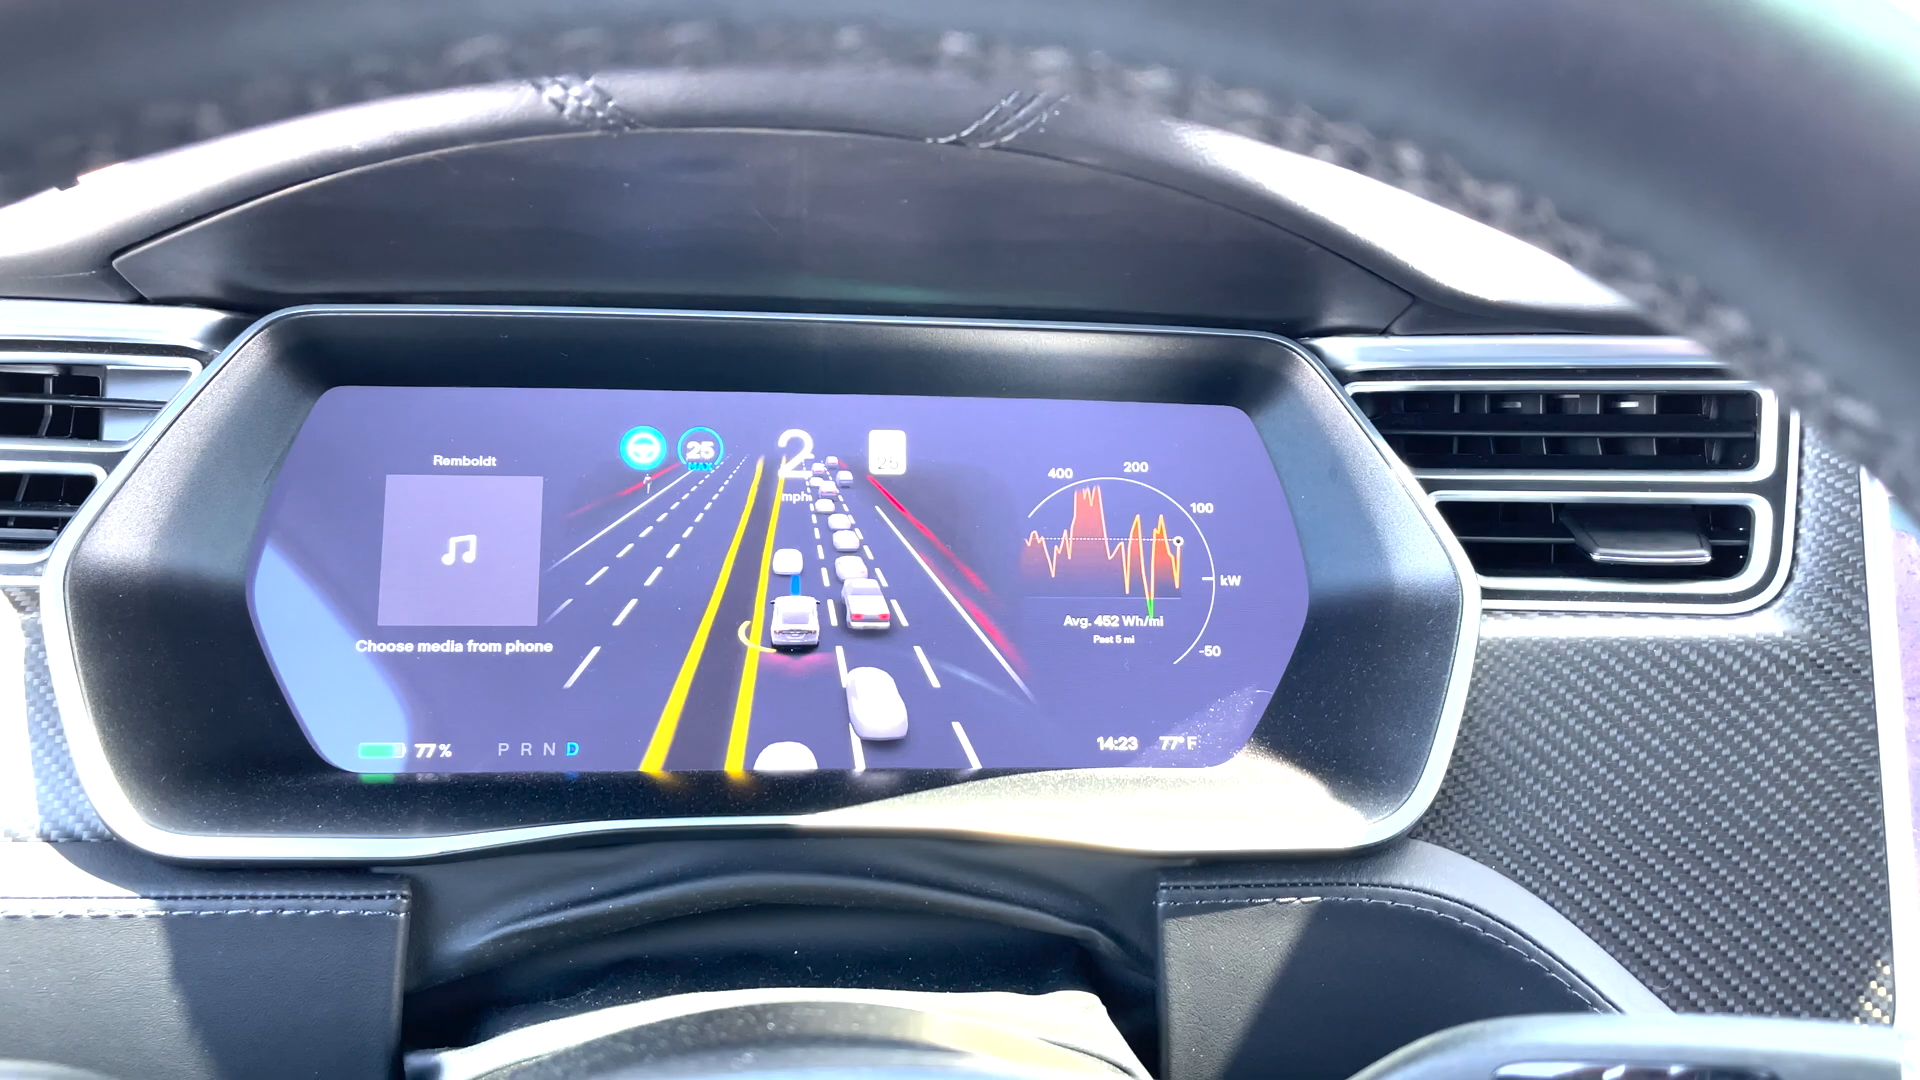 Remboldt
Choose media from phone
77 %
P R N D
25
MAX
2
mph
25
400
200
100
kW
-50
Avg. 452 Wh/mi
Past 5 mi
14:23
77°F